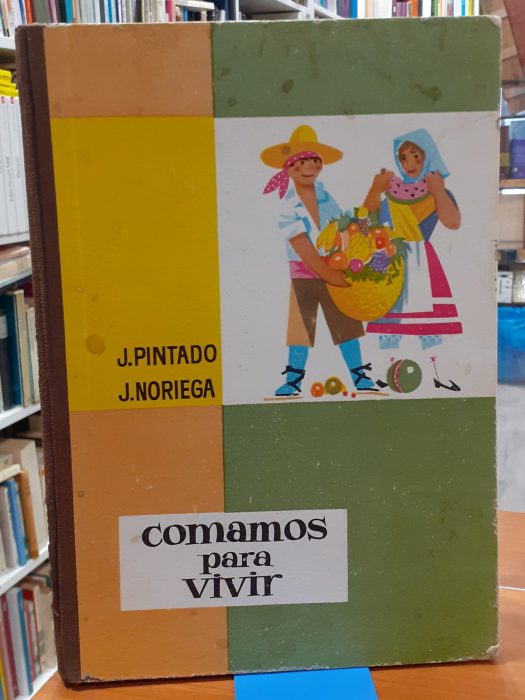 J.PINTADO
J.NORIEGA
comamos
para
vivir